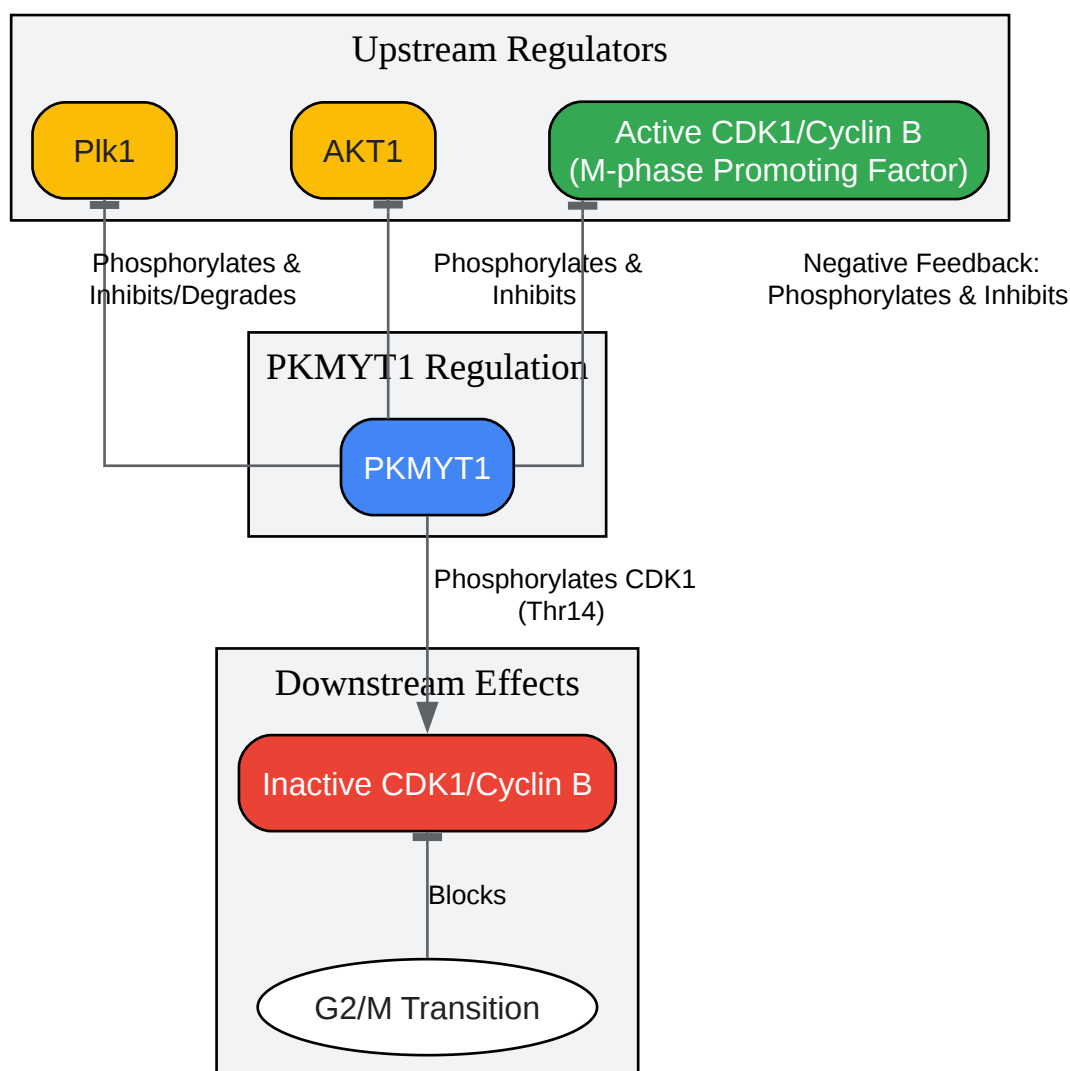 Upstream Regulators
Plk1
AKT1
Active CDK1/Cyclin B
(M-phase Promoting Factor)
Phosphorylates &
Inhibits/Degrades
Phosphorylates &
Inhibits
Negative Feedback:
Phosphorylates & Inhibits
PKMYT1 Regulation
PKMYT1
Phosphorylates CDK1
(Thr14)
Downstream Effects
Inactive CDK1/Cyclin B
Blocks
G2/M Transition